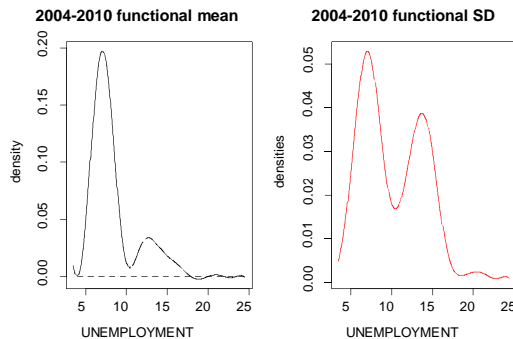 2004-2010 functional mean
density
0.00 0.05 0.10 0.15 0.20
5 10 15 20 25
UNEMPLOYMENT
2004-2010 functional SD
densities
0.00 0.01 0.02 0.03 0.04 0.05
5 10 15 20 25
UNEMPLOYMENT